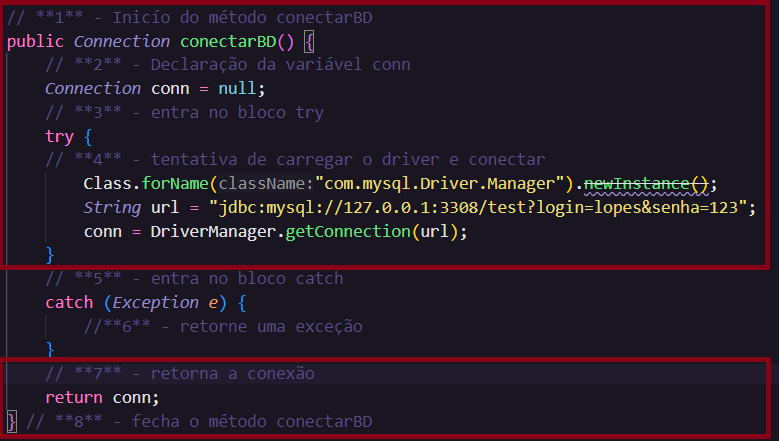 // **1** - Inicío do método conectarBD
public Connection conectarBD() {
// **2** - Declaração da variável conn
Connection conn = null;
// **3** - entra no bloco try
try {
// **4** - tentativa de carregar o driver e conectar
Class.forName(className:"com.mysql.Driver.Manager").newInstance();
String url = "jdbc:mysql://127.0.0.1:3308/test?login=lopes&senha=123";
conn = DriverManager.getConnection(url);
}
// **5** - entra no bloco catch
catch (Exception e) {
//**6** - retorne uma exceção
}
// **7** - retorna a conexão
return conn;
} // **8** - fecha o método conectarBD